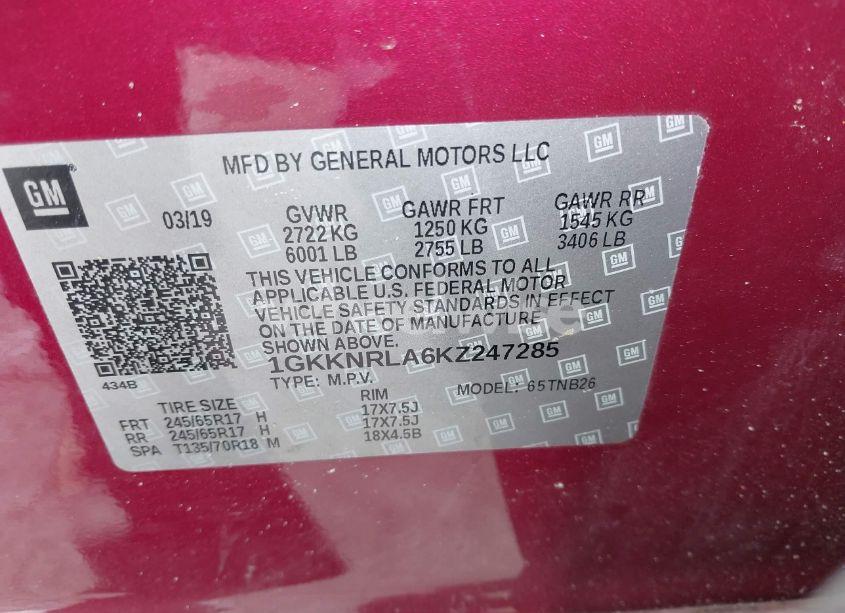 MFD BY GENERAL MOTORS LLC
GM
03/19 GVWR GAWR FRT GAWR RR
2722 KG 1250 KG 1545 KG
6001 LB 2755 LB 3406 LB
THIS VEHICLE CONFORMS TO ALL
APPLICABLE U.S. FEDERAL MOTOR
VEHICLE SAFETY STANDARDS IN EFFECT
ON THE DATE OF MANUFACTURE
SHOWN ABOVE.
1GKKNRLA6KZ247285
434B
TYPE: M.P.V. MODEL: 65TNB26
TIRE SIZE RIM
FRT 245/65R17 H 17X7.5J
RR 245/65R17 H 17X7.5J
SPA T135/70R18 M 18X4.5B